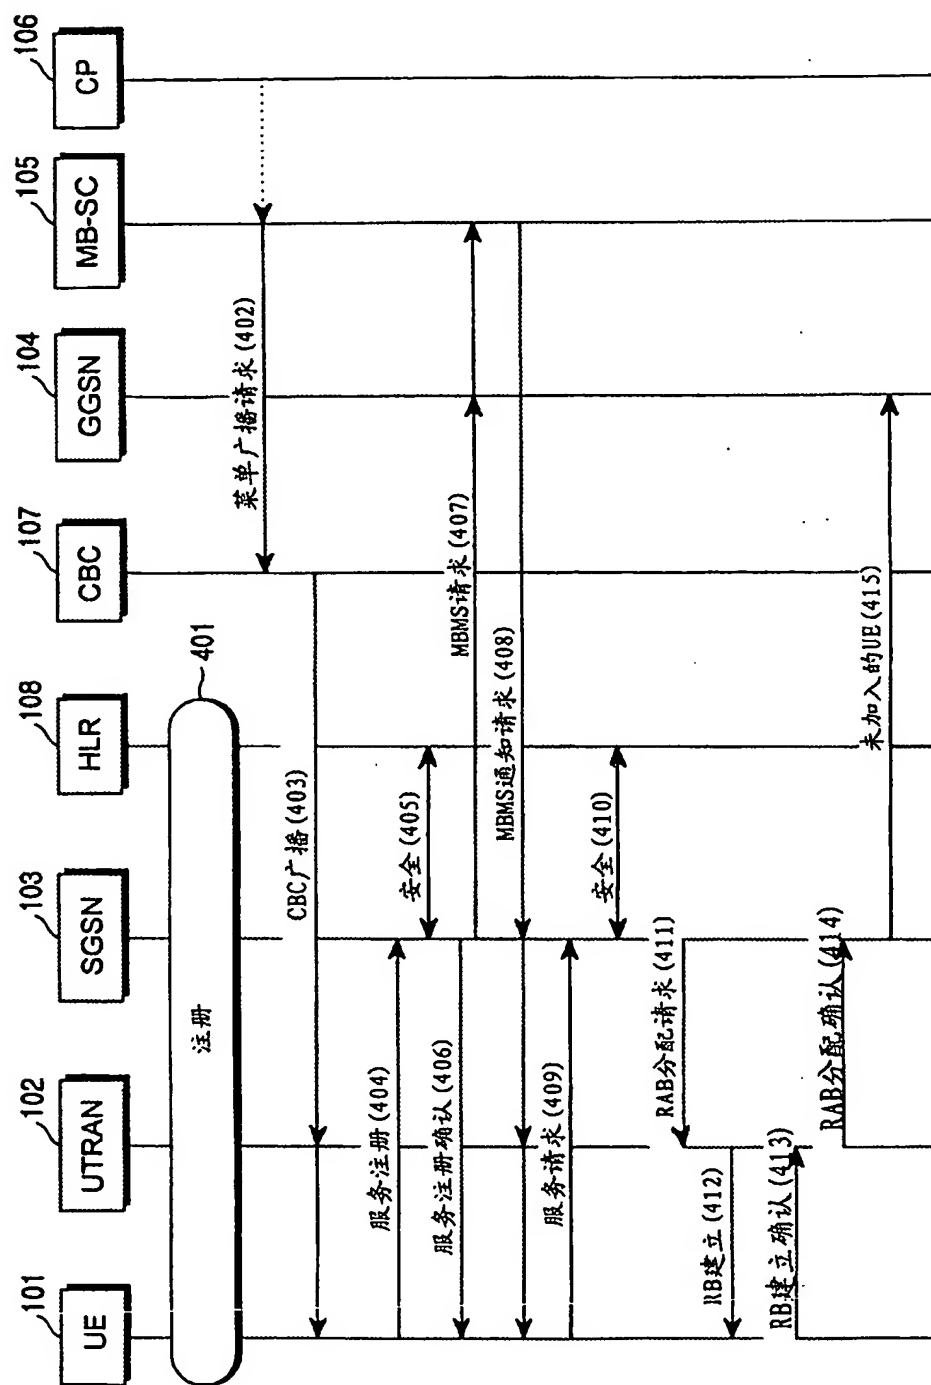 101
UE
102
UTRAN
103
SGSN
108
HLR
107
CBC
104
GGSN
105
MB-SC
106
CP
注册
401
菜单广播请求(402)
CBC广播(403)
服务注册(404)
安全(405)
服务注册确认(406)
MBMS请求(407)
MBMS通知请求(408)
服务请求(409)
安全(410)
RAB分配请求(411)
RB建立(412)
RB建立确认(413)
RAB分配确认(414)
未加入的UE(415)